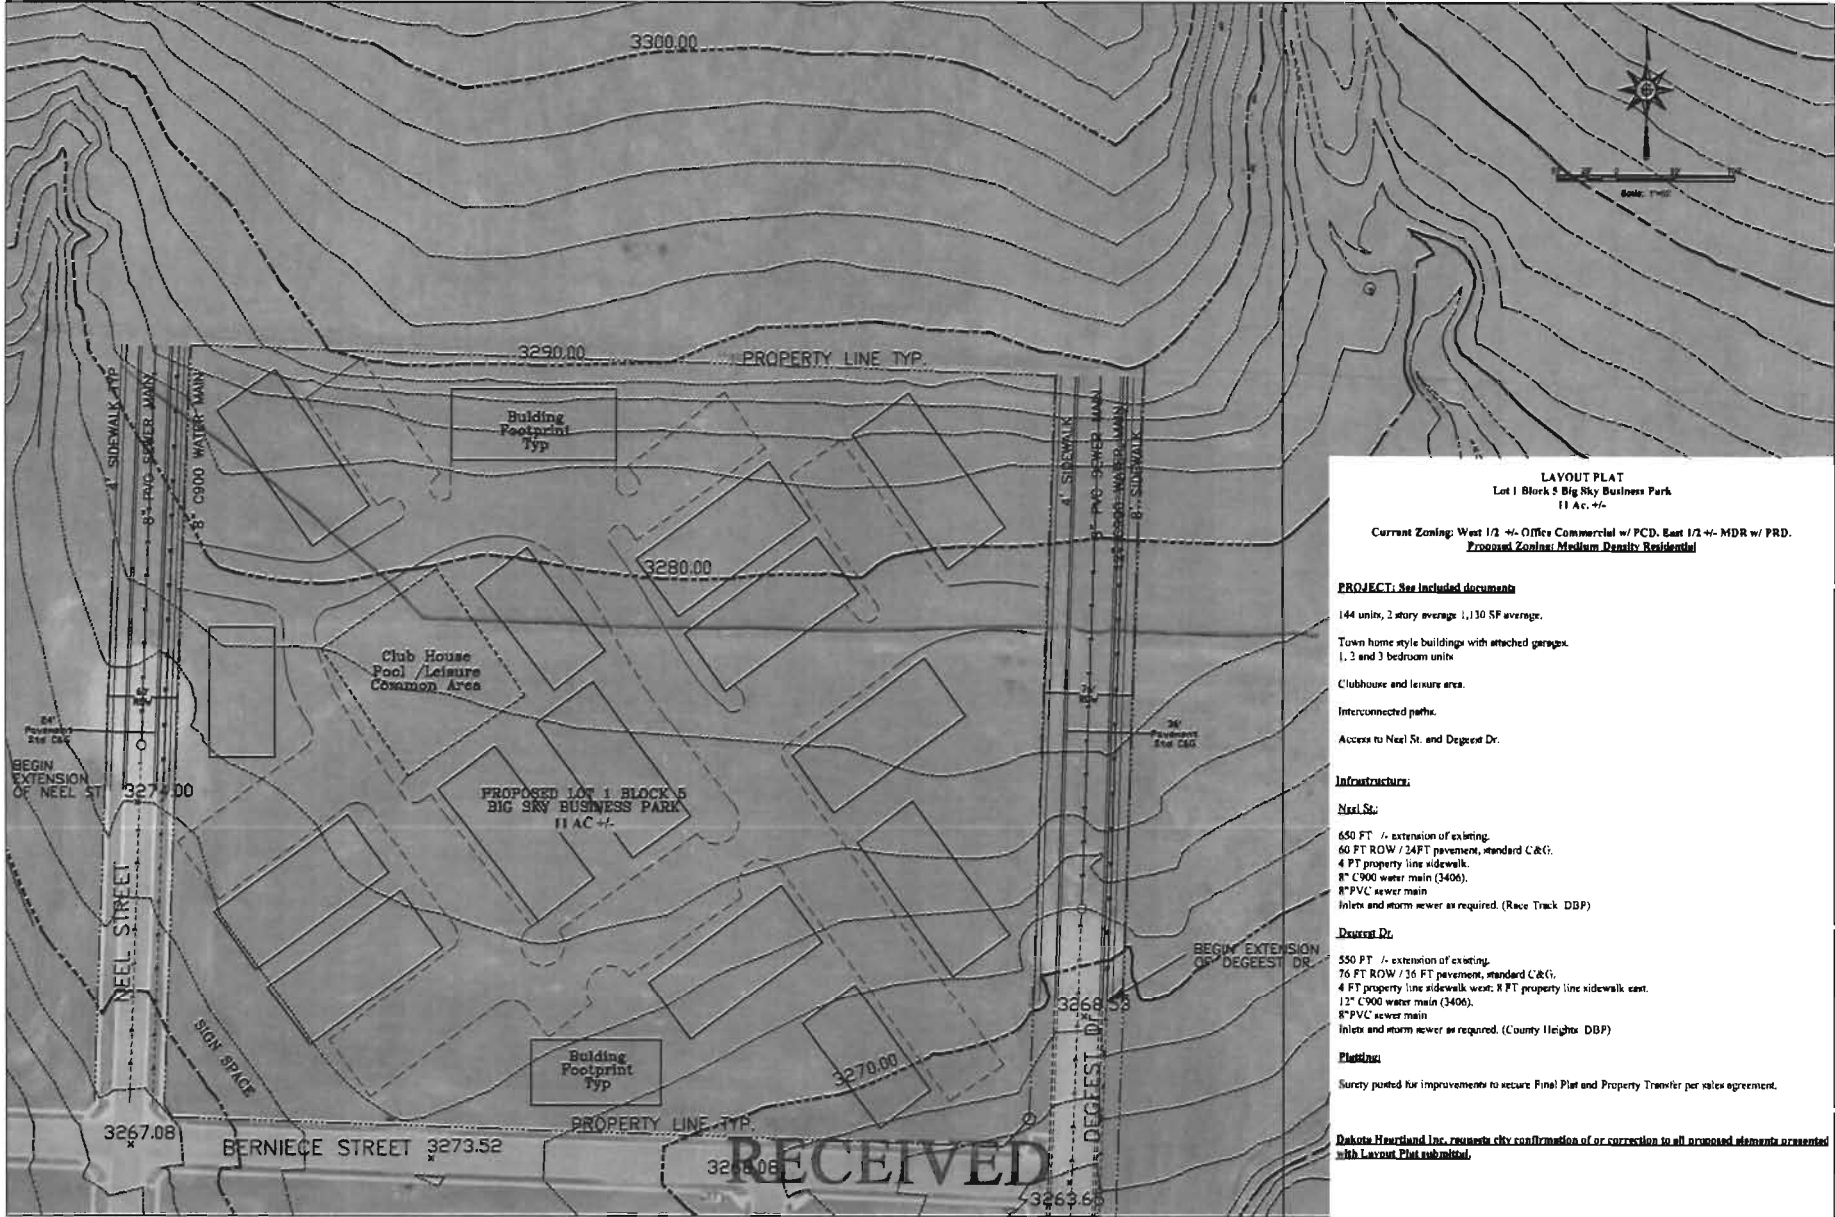 3300.00
3290.00
PROPERTY LINE TYP.
4' SIDEWALK TYP
8" PVC SEWER MAIN
8" C900 WATER MAIN
Bulding
Footprint
Typ
4' SIDEWALK
8" PVC SEWER MAIN
12" C900 WATER MAIN
8' SIDEWALK
3280.00
Club House
Pool /Leisure
Common Area
ROW
24'
Pavement
Std C&G
BEGIN
EXTENSION
OF NEEL ST
36'
Pavement
Std C&G
PROPOSED LOT 1 BLOCK 5
BIG SKY BUSINESS PARK
11 AC +/-
NEEL STREET
SIGN SPACE
BEGIN EXTENSION
OF DEGEEST DR.
3268.53
DEGEEST DR
Bulding
Footprint
Typ
3270.00
PROPERTY LINE TYP.
3267.08
BERNIECE STREET 3273.52
RECEIVED
LAYOUT PLAT
Lot 1 Block 5 Big Sky Business Park
11 Ac. +/-
Current Zoning: West 1/2 +/- Office Commercial w/ PCD. East 1/2 +/- MDR w/ PRD.
Proposed Zoning: Medium Density Residential
PROJECT: See included documents
144 units, 2 story average 1,130 SF average.
Town home style buildings with attached garages.
1, 2 and 3 bedroom units
Clubhouse and leisure area.
Interconnected paths.
Access to Neel St. and Degeest Dr.
Infrastructure:
Neel St.:
650 FT /- extension of existing.
60 FT ROW / 24FT pavement, standard C&G.
4 FT property line sidewalk.
8" C900 water main (3406).
8"PVC sewer main
Inlets and storm sewer as required. (Race Track DBP)
Degeest Dr.
550 FT /- extension of existing.
76 FT ROW / 36 FT pavement, standard C&G.
4 FT property line sidewalk west; 8 FT property line sidewalk east.
12" C900 water main (3406).
8"PVC sewer main
Inlets and storm sewer as required. (County Heights DBP)
Platting:
Surety posted for improvements to secure Final Plat and Property Transfer per sales agreement.
Dakota Heartland Inc. requests city confirmation of or correction to all proposed elements presented
with Layout Plat submittal.